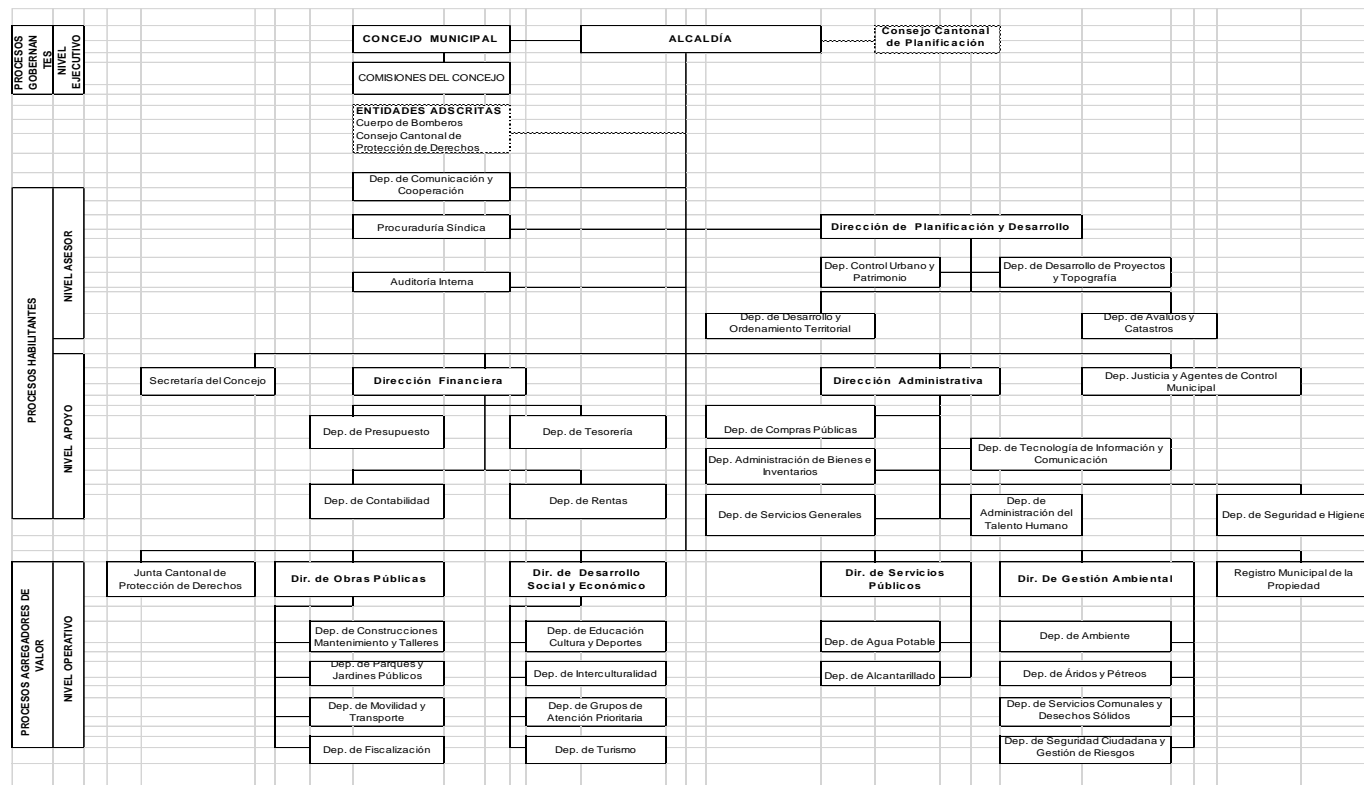 PROCESOS
GOBERNAN
TES
NIVEL
EJECUTIVO
CONCEJO MUNICIPAL
ALCALDÍA
Consejo Cantonal
de Planificación
COMISIONES DEL CONCEJO
ENTIDADES ADSCRITAS
Cuerpo de Bomberos
Consejo Cantonal de
Protección de Derechos
PROCESOS HABILITANTES
NIVEL ASESOR
Dep. de Comunicación y
Cooperación
Procuraduría Síndica
Dirección de Planificación y Desarrollo
Auditoría Interna
Dep. Control Urbano y
Patrimonio
Dep. de Desarrollo de Proyectos
y Topografía
Dep. de Desarrollo y
Ordenamiento Territorial
Dep. de Avalúos y
Catastros
NIVEL APOYO
Secretaría del Concejo
Dirección Financiera
Dirección Administrativa
Dep. Justicia y Agentes de Control
Municipal
Dep. de Presupuesto
Dep. de Tesorería
Dep. de Compras Públicas
Dep. de Tecnología de Información y
Comunicación
Dep. Administración de Bienes e
Inventarios
Dep. de Contabilidad
Dep. de Rentas
Dep. de Servicios Generales
Dep. de
Administración del
Talento Humano
Dep. de Seguridad e Higiene
PROCESOS AGREGADORES DE
VALOR
NIVEL OPERATIVO
Junta Cantonal de
Protección de Derechos
Dir. de Obras Públicas
Dir. de Desarrollo
Social y Económico
Dir. de Servicios
Públicos
Dir. De Gestión Ambiental
Registro Municipal de la
Propiedad
Dep. de Construcciones
Mantenimiento y Talleres
Dep. de Educación
Cultura y Deportes
Dep. de Agua Potable
Dep. de Ambiente
Dep. de Parques y
Jardines Públicos
Dep. de Interculturalidad
Dep. de Alcantarillado
Dep. de Áridos y Pétreos
Dep. de Movilidad y
Transporte
Dep. de Grupos de
Atención Prioritaria
Dep. de Servicios Comunales y
Desechos Sólidos
Dep. de Fiscalización
Dep. de Turismo
Dep. de Seguridad Ciudadana y
Gestión de Riesgos